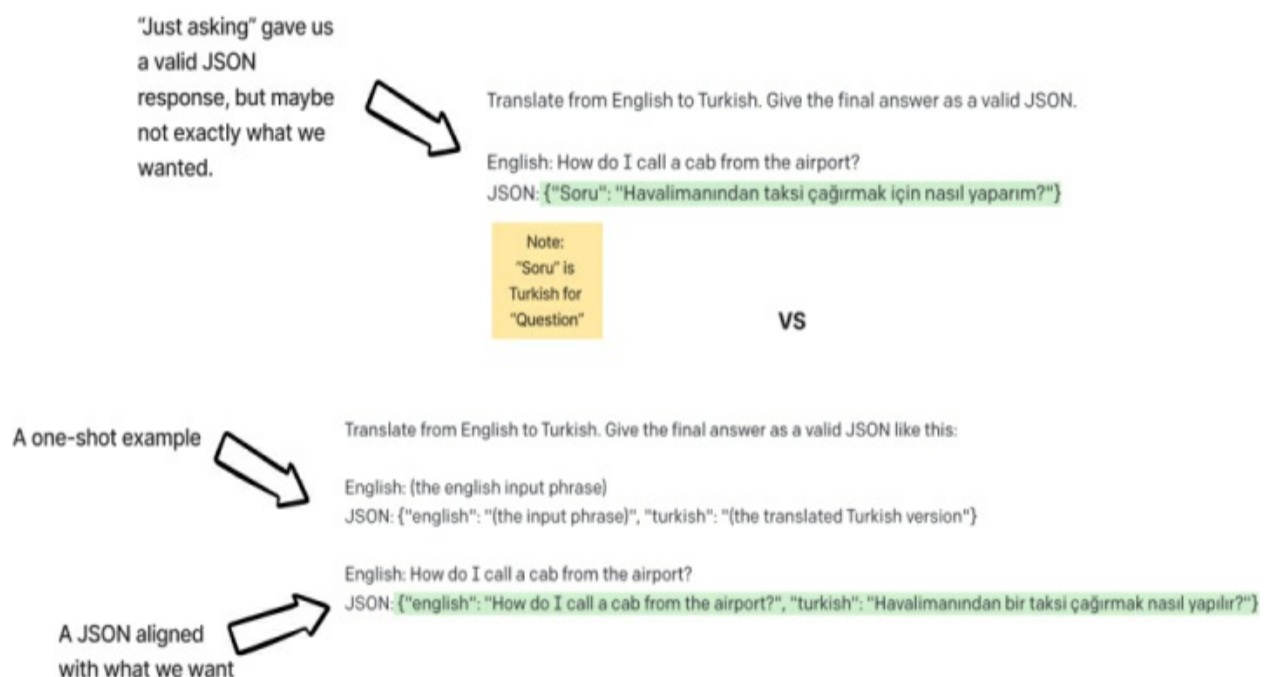 "Just asking" gave us
a valid JSON
response, but maybe
not exactly what we
wanted.
Translate from English to Turkish. Give the final answer as a valid JSON.
English: How do I call a cab from the airport?
JSON: {"Soru": "Havalimanından taksi çağırmak için nasıl yaparım?"}
Note:
"Soru" is
Turkish for
"Question"
VS
A one-shot example
Translate from English to Turkish. Give the final answer as a valid JSON like this:
English: (the english input phrase)
JSON: {"english": "(the input phrase)", "turkish": "(the translated Turkish version"}
English: How do I call a cab from the airport?
JSON: {"english": "How do I call a cab from the airport?", "turkish": "Havalimanından bir taksi çağırmak nasıl yapılır?"}
A JSON aligned
with what we want